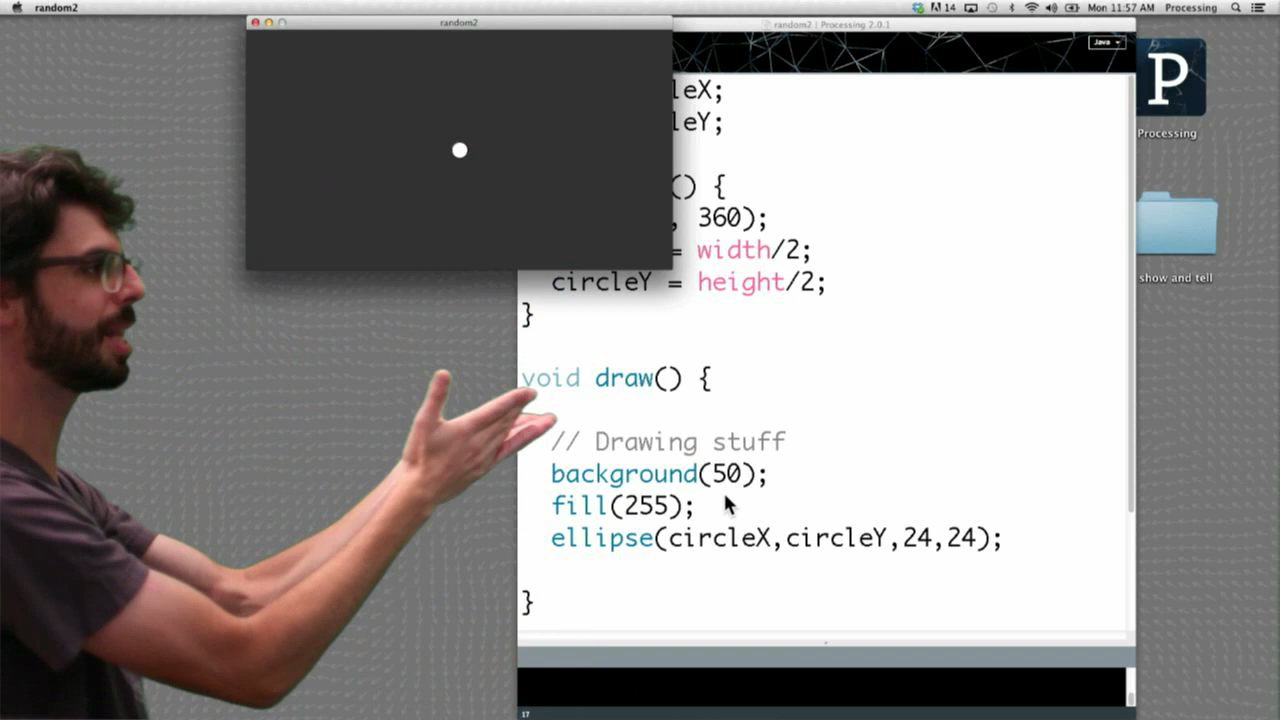 random2
14
Mon 11:57 AM Processing
random2
random2 | Processing 2.0.1
Java
P
Processing
show and tell
leX;
leY;
() {
, 360);
= width/2;
circleY = height/2;
}
void draw() {
// Drawing stuff
background(50);
fill(255);
ellipse(circleX,circleY,24,24);
}
17